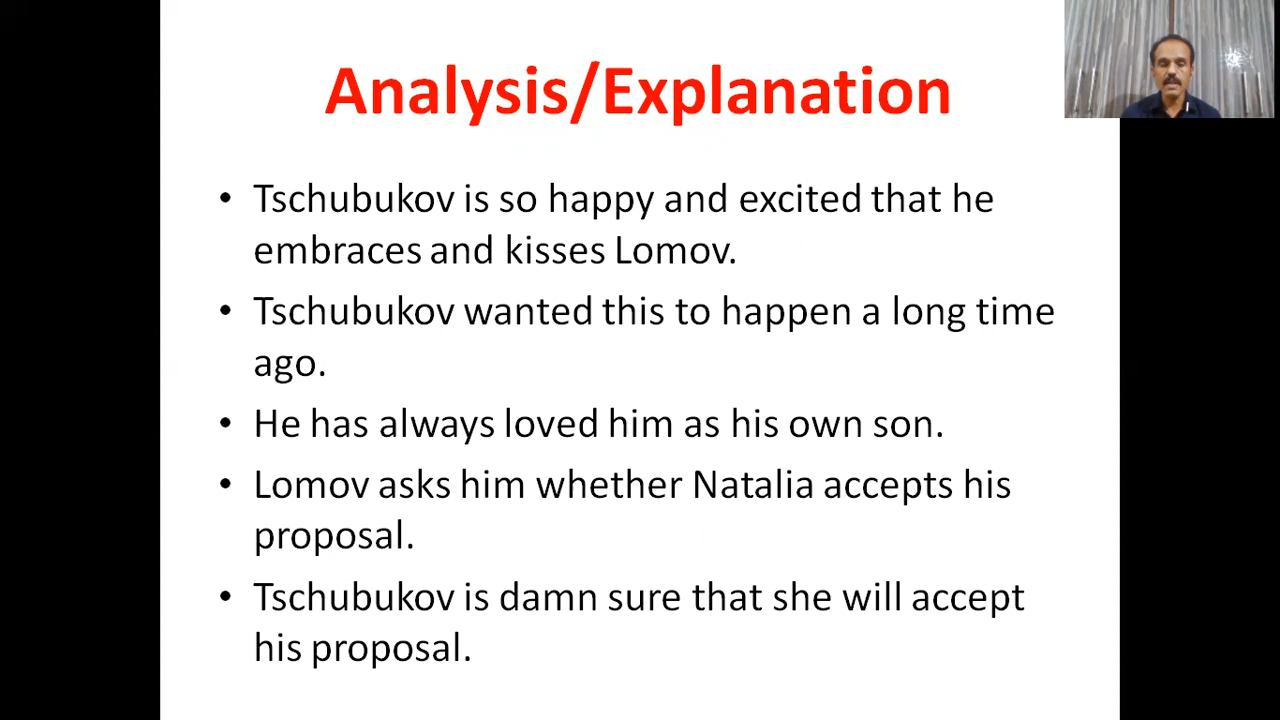 Analysis/Explanation
• Tschubukov is so happy and excited that he
embraces and kisses Lomov.
• Tschubukov wanted this to happen a long time
ago.
• He has always loved him as his own son.
• Lomov asks him whether Natalia accepts his
proposal.
• Tschubukov is damn sure that she will accept
his proposal.